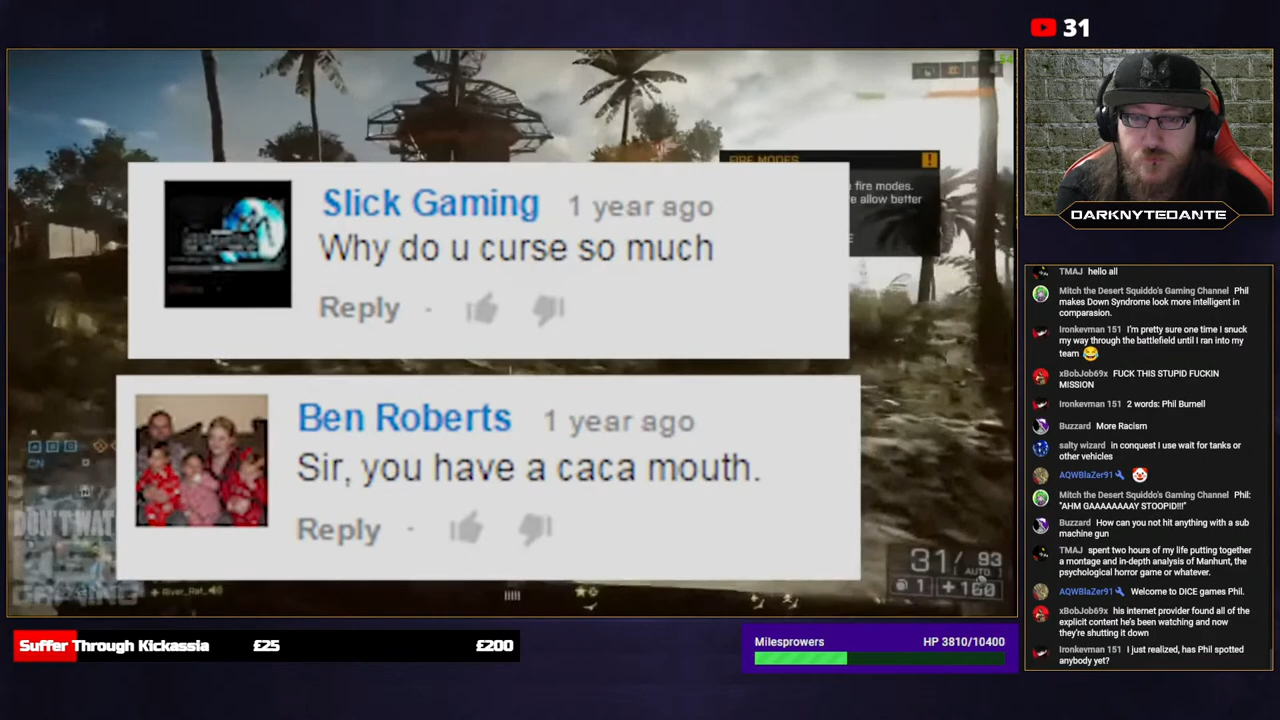 31
FIRE MODES
fire modes.
e allow better
E
Slick Gaming 1 year ago
Why do u curse so much
Reply
Ben Roberts 1 year ago
Sir, you have a caca mouth.
Reply
CN
DON'T WAT
GAMING
River_Rat_
31/ 93
AUTO
1 +160
DARKNYTEDANTE
TMAJ hello all
Mitch the Desert Squiddo's Gaming Channel Phil
makes Down Syndrome look more intelligent in
comparasion.
Ironkevman 151 I'm pretty sure one time I snuck
my way through the battlefield until I ran into my
team 😂
xBobJob69x FUCK THIS STUPID FUCKIN
MISSION
Ironkevman 151 2 words: Phil Burnell
Buzzard More Racism
salty wizard in conquest I use wait for tanks or
other vehicles
AQWBlaZer91 🤡
Mitch the Desert Squiddo's Gaming Channel Phil:
"AHM GAAAAAAAY STOOPID!!!"
Buzzard How can you not hit anything with a sub
machine gun
TMAJ spent two hours of my life putting together
a montage and in-depth analysis of Manhunt, the
psychological horror game or whatever.
AQWBlaZer91 Welcome to DICE games Phil.
xBobJob69x his internet provider found all of the
explicit content he's been watching and now
they're shutting it down
Ironkevman 151 I just realized, has Phil spotted
anybody yet?
Suffer Through Kickassia £25 £200
Milesprowers HP 3810/10400